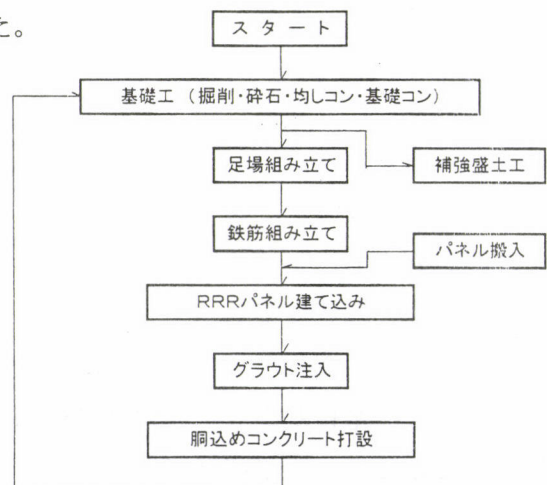 た。
スタート
基礎工（掘削・砕石・均しコン・基礎コン）
足場組み立て
補強盛土工
鉄筋組み立て
パネル搬入
RRRパネル建て込み
グラウト注入
胴込めコンクリート打設